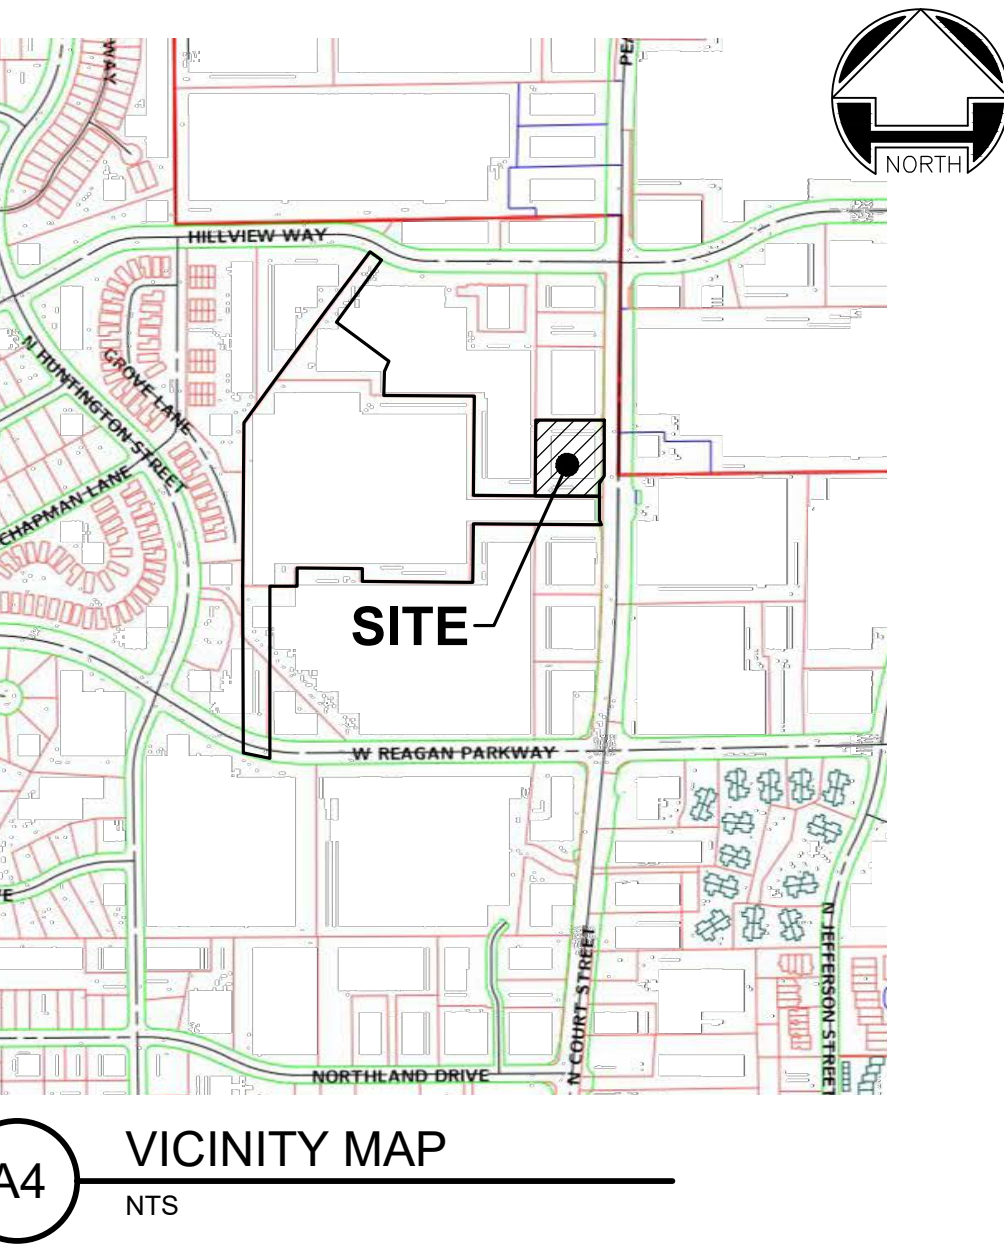 WAY
NORTH
HILLVIEW WAY
N HUNTINGTON STREET
GROVE LANE
CHAPMAN LANE
SITE
W REAGAN PARKWAY
N COURT STREET
N JEFFERSON STREET
NORTHLAND DRIVE
A4
VICINITY MAP
NTS